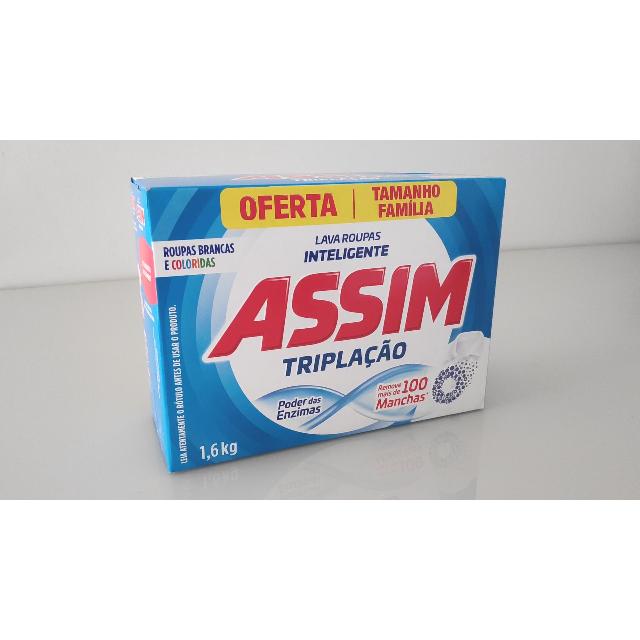 OFERTA
TAMANHO
FAMÍLIA
ROUPAS BRANCAS
E COLORIDAS
LAVA ROUPAS
INTELIGENTE
ASSIM
TRIPLAÇÃO
Poder das
Enzimas
Remove
mais de 100
Manchas*
LEIA ATENTAMENTE O RÓTULO ANTES DE USAR O PRODUTO.
1,6 kg